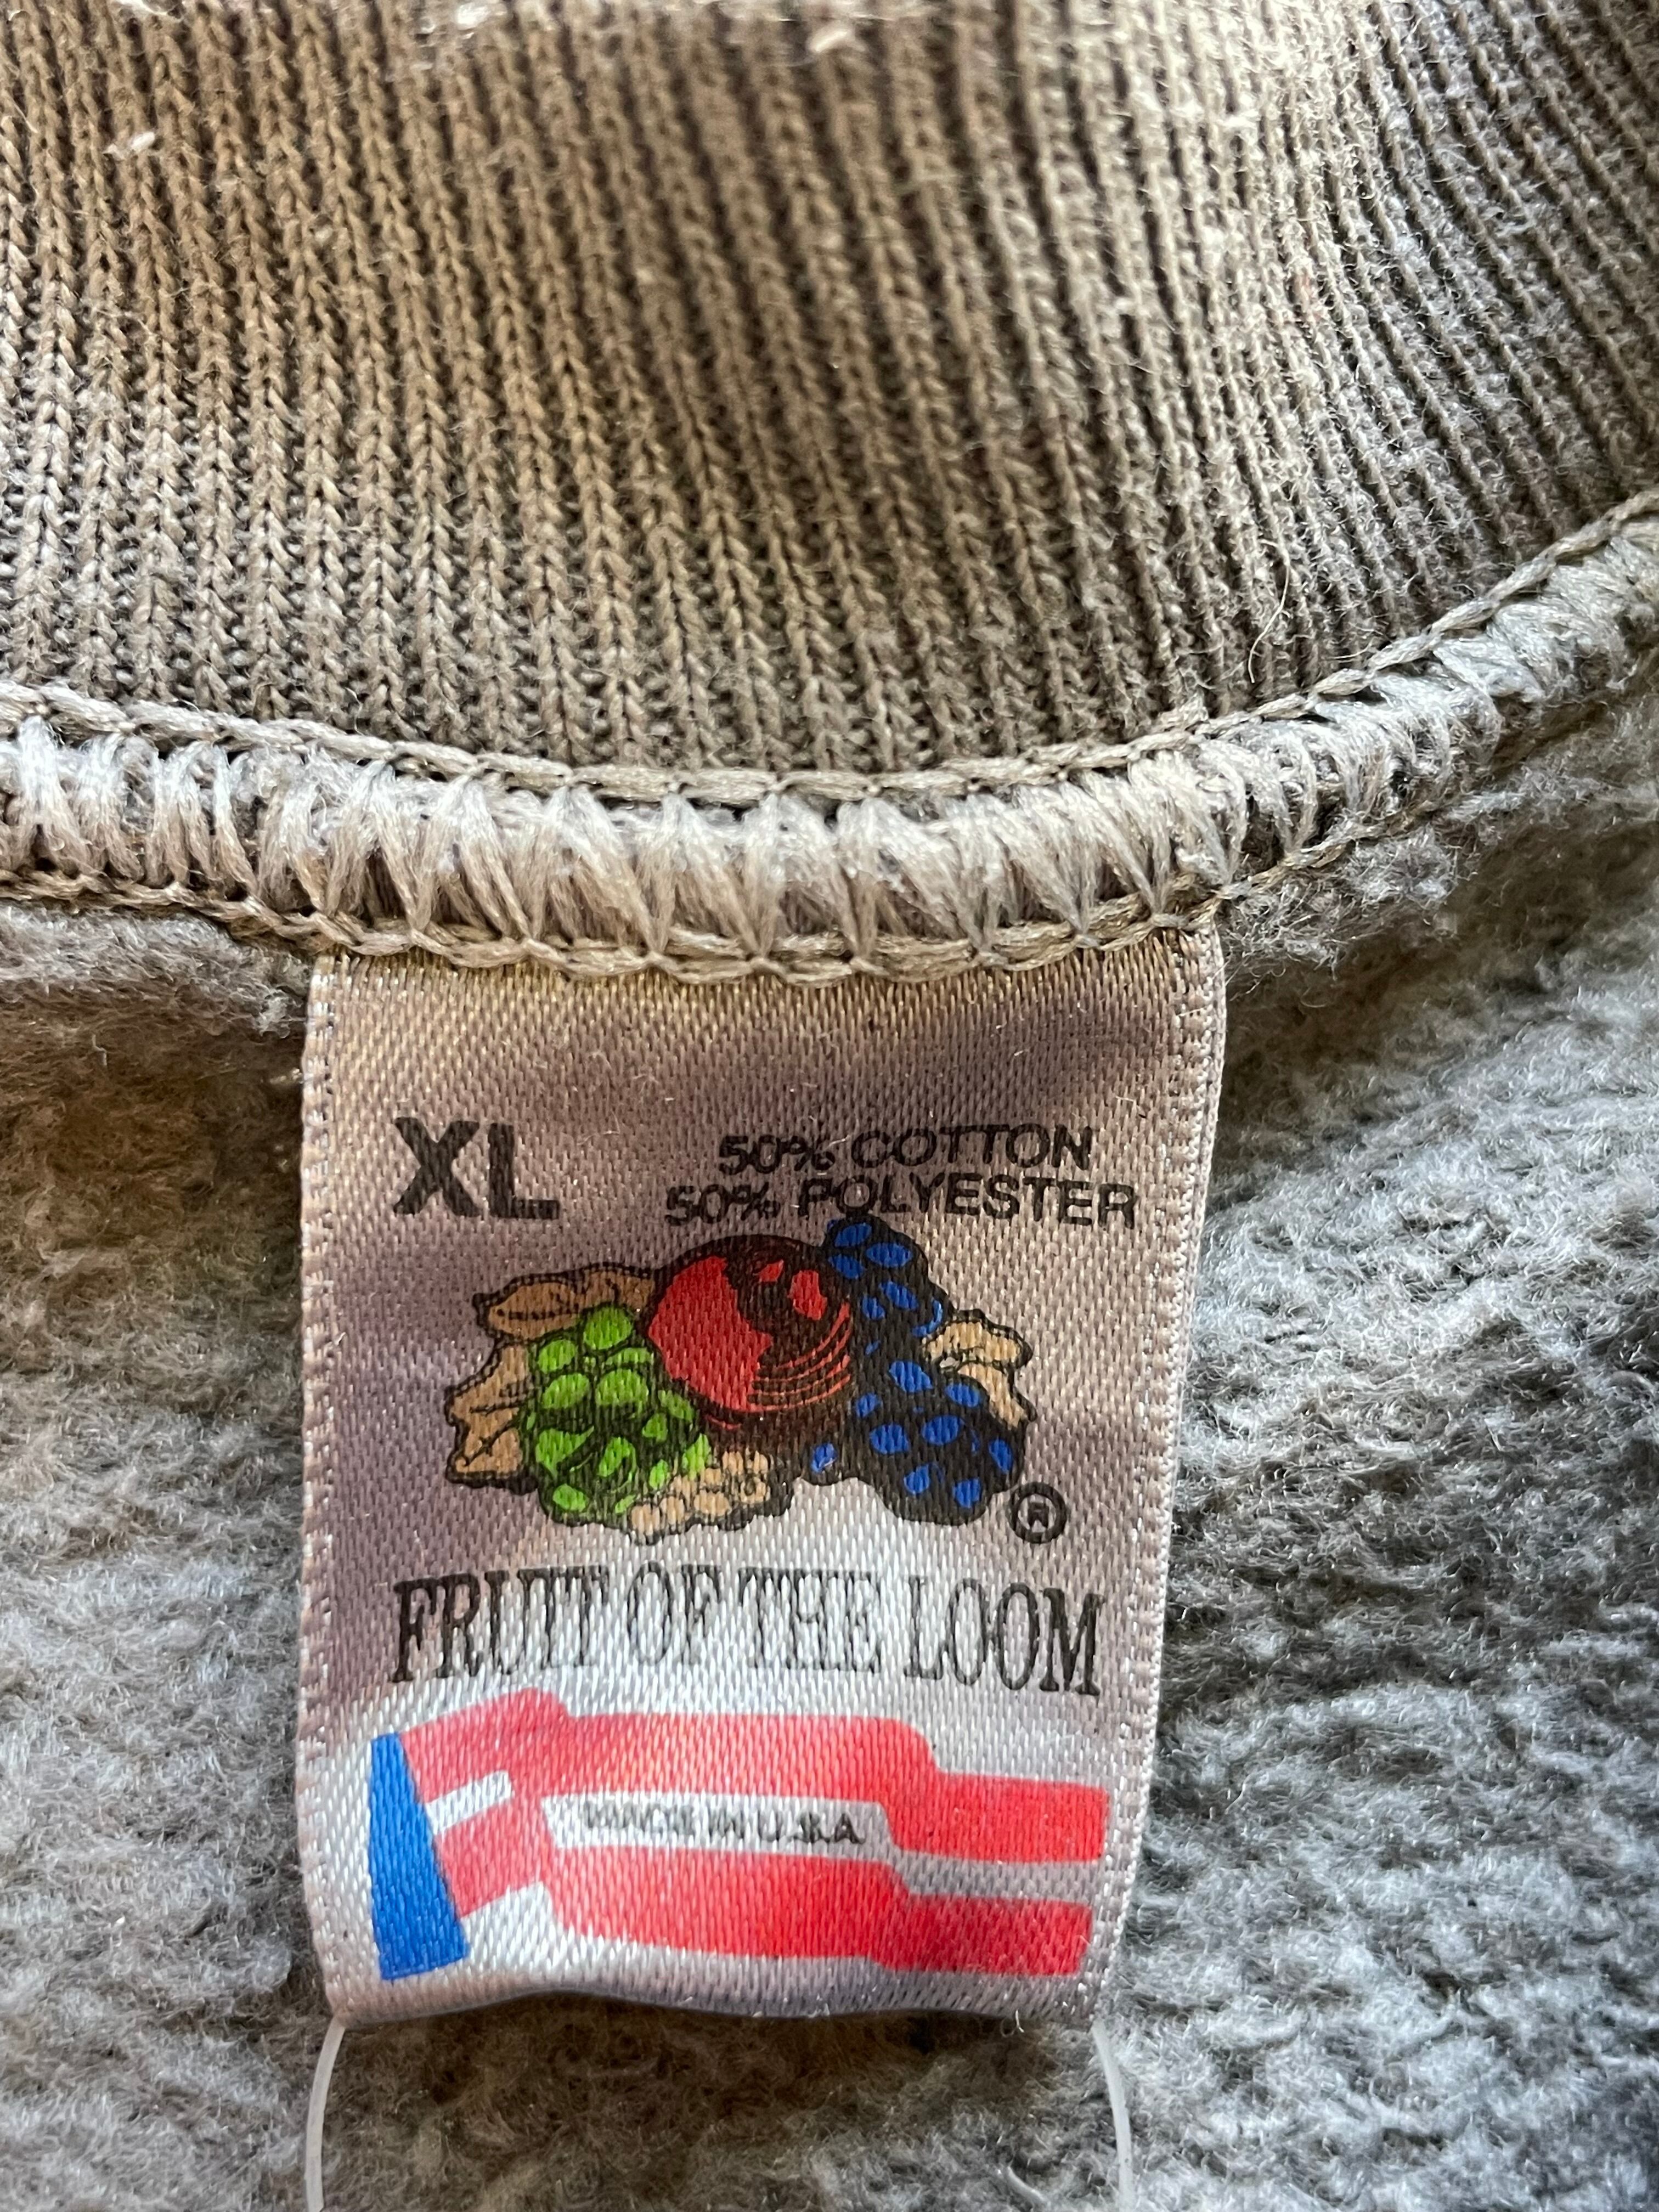 XL
50% COTTON
50% POLYESTER
®
FRUIT OF THE LOOM
MADE IN U.S.A